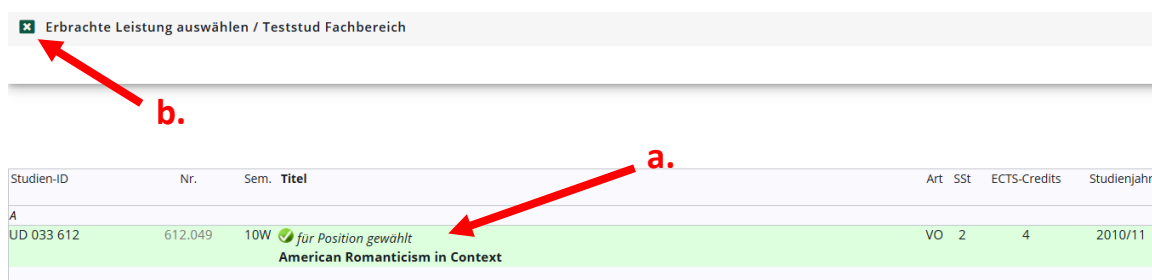 Erbrachte Leistung auswählen / Teststud Fachbereich
b.
a.
Studien-ID Nr. Sem. Titel Art SSt ECTS-Credits Studienjahr
A
UD 033 612 612.049 10W für Position gewählt VO 2 4 2010/11
American Romanticism in Context